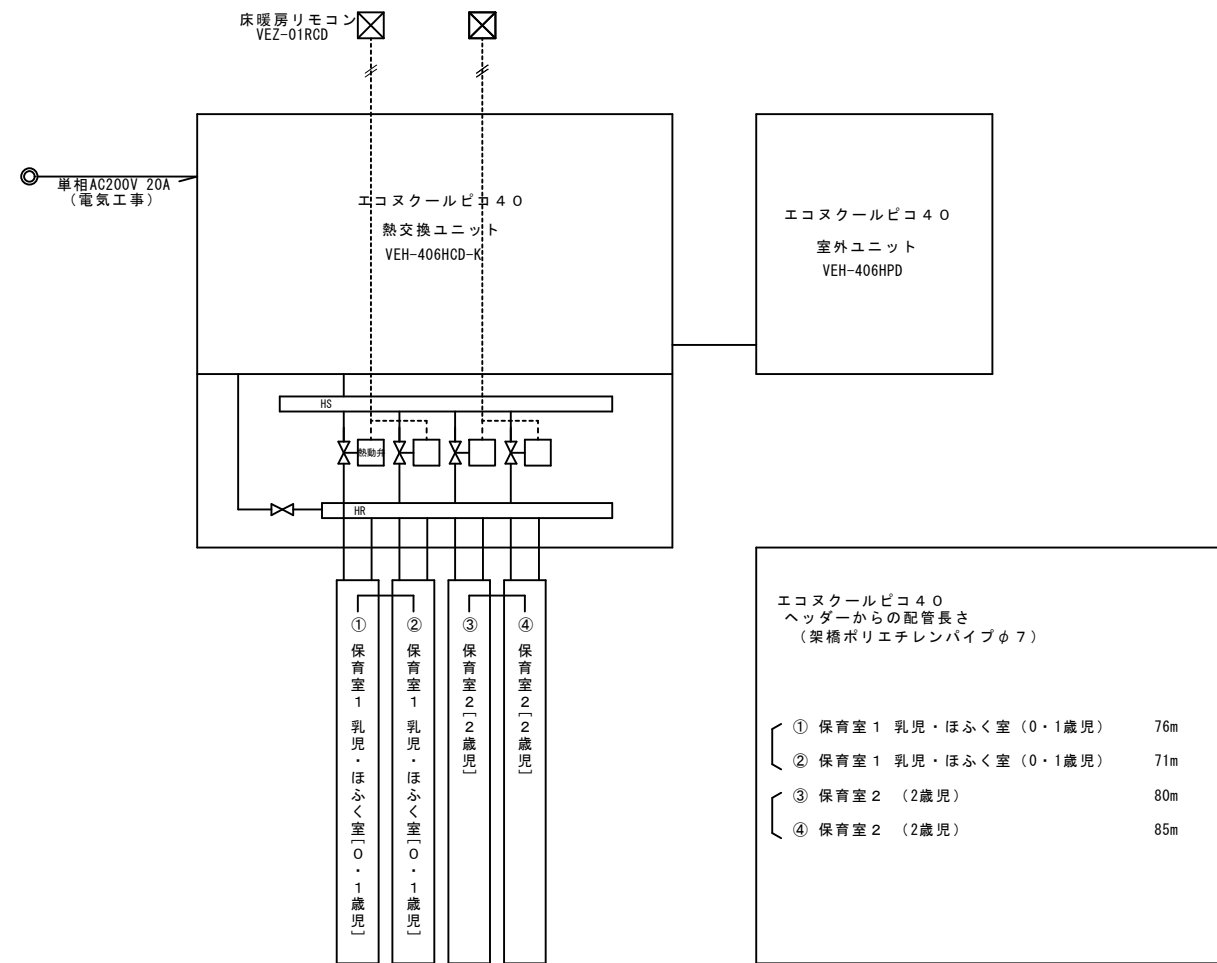 床暖房リモコン
VEZ-01RCD
単相AC200V 20A
（電気工事）
エコヌクールピコ４０
熱交換ユニット
VEH-406HCD-K
エコヌクールピコ４０
室外ユニット
VEH-406HPD
HS
熱動弁
HR
① 保育室１ 乳児・ほふく室［０・１歳児］
② 保育室１ 乳児・ほふく室［０・１歳児］
③ 保育室２［２歳児］
④ 保育室２［２歳児］
エコヌクールピコ４０
ヘッダーからの配管長さ
（架橋ポリエチレンパイプφ７）
① 保育室１ 乳児・ほふく室（0・1歳児） 76m
② 保育室１ 乳児・ほふく室（0・1歳児） 71m
③ 保育室２ （2歳児） 80m
④ 保育室２ （2歳児） 85m